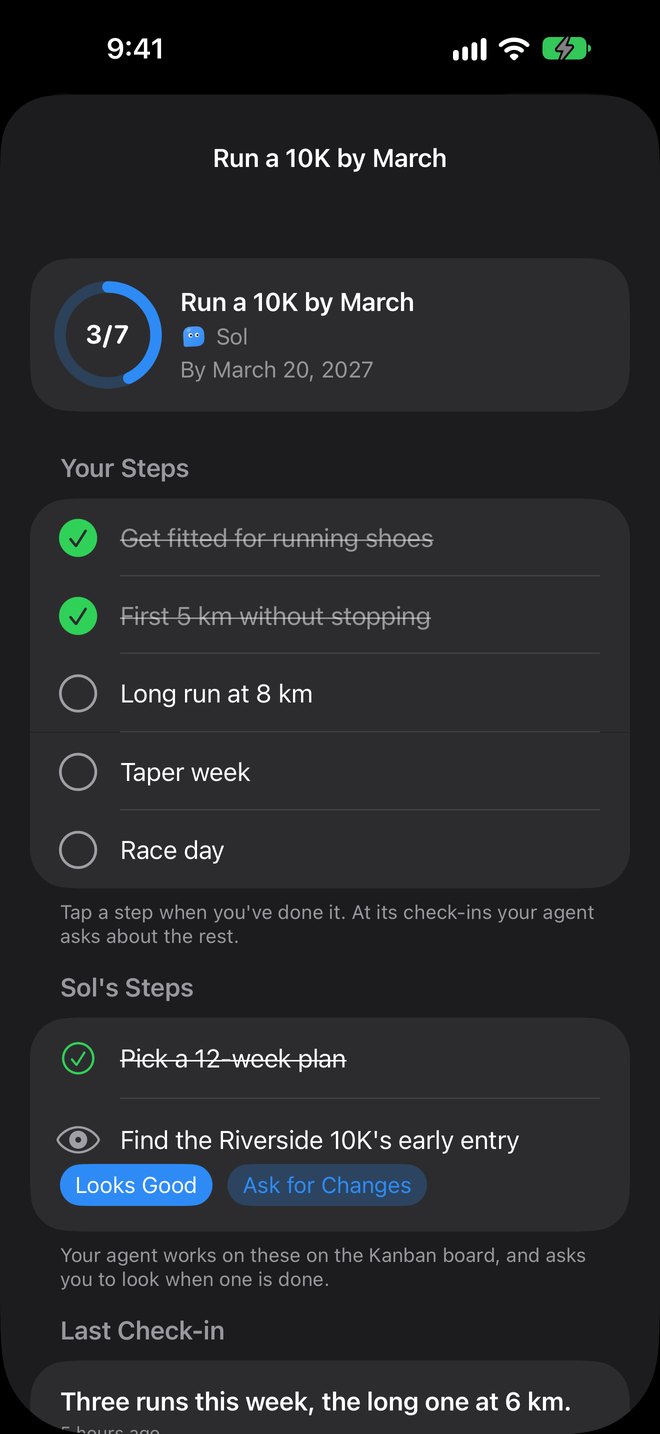 9:41
Run a 10K by March
3/7
Run a 10K by March
Sol
By March 20, 2027
Your Steps
Get fitted for running shoes
First 5 km without stopping
Long run at 8 km
Taper week
Race day
Tap a step when you've done it. At its check-ins your agent
asks about the rest.
Sol's Steps
Pick a 12-week plan
Find the Riverside 10K's early entry
Looks Good
Ask for Changes
Your agent works on these on the Kanban board, and asks
you to look when one is done.
Last Check-in
Three runs this week, the long one at 6 km.
5 hours ago